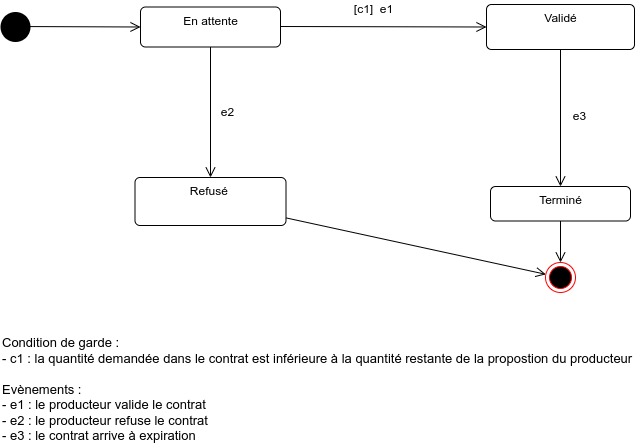 [c1]  e1
En attente
Validé
e2
e3
Refusé
Terminé
Condition de garde :
- c1 : la quantité demandée dans le contrat est inférieure à la quantité restante de la propostion du producteur
Evènements :
- e1 : le producteur valide le contrat
- e2 : le producteur refuse le contrat
- e3 : le contrat arrive à expiration